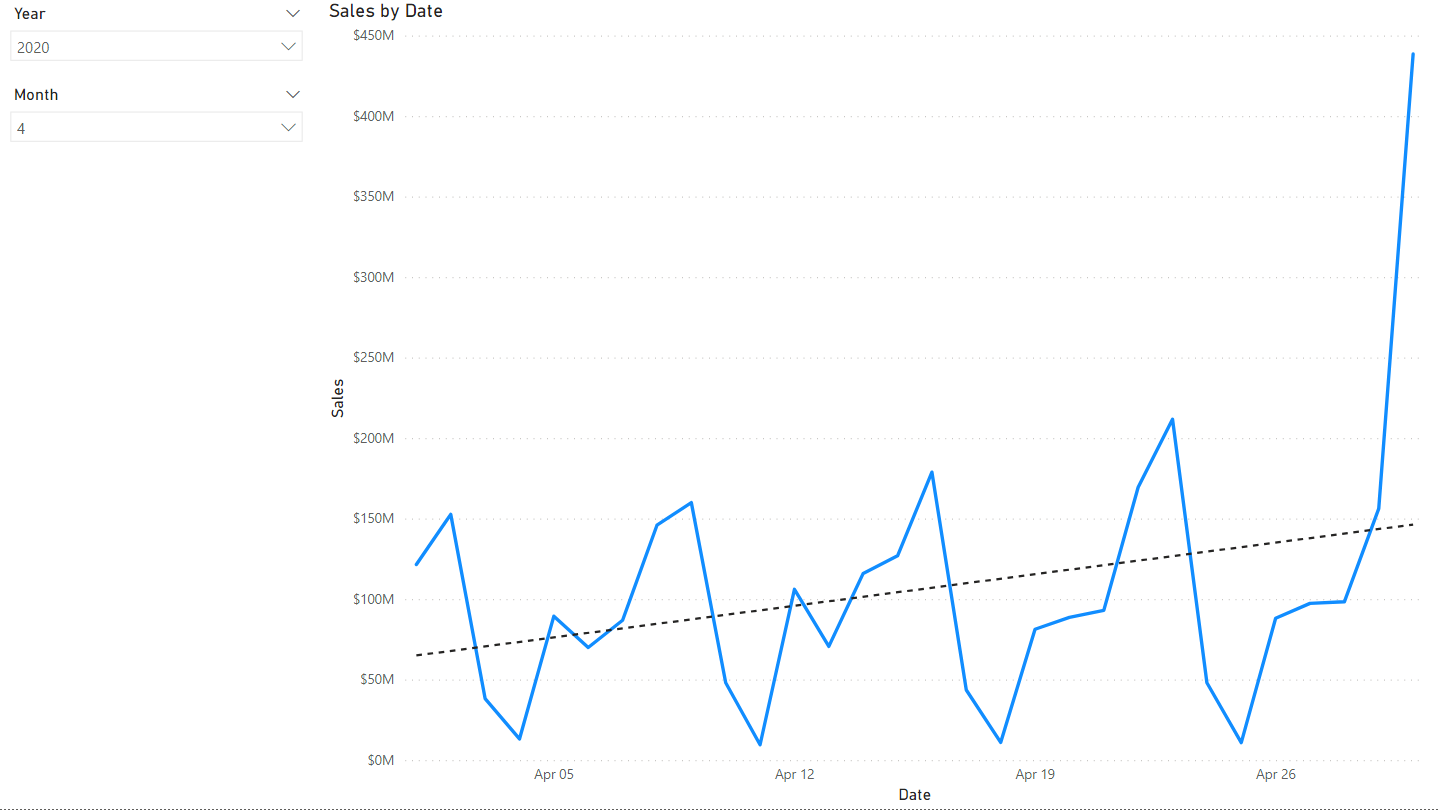 Year
2020
Month
4
Sales by Date
$450M
$400M
$350M
$300M
$250M
$200M
$150M
$100M
$50M
$0M
Sales
Apr 05 Apr 12 Apr 19 Apr 26
Date